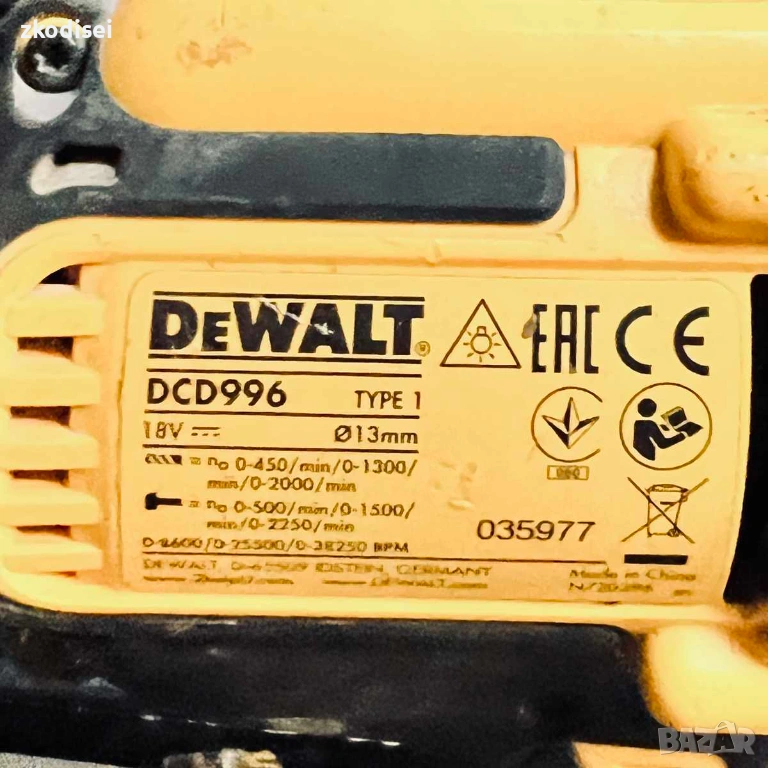 zkodisei
DEWALT®
EAC CE
DCD996 TYPE 1
18V Ø13mm
= n₀ 0-450/min/0-1300/
min/0-2000/min
= n₀ 0-500/min/0-1500/
min/0-2250/min
035977
0-8600/0-25500/0-38250 BPM
DEWALT, D-65509 IDSTEIN, GERMANY
Made in China
BAZAR